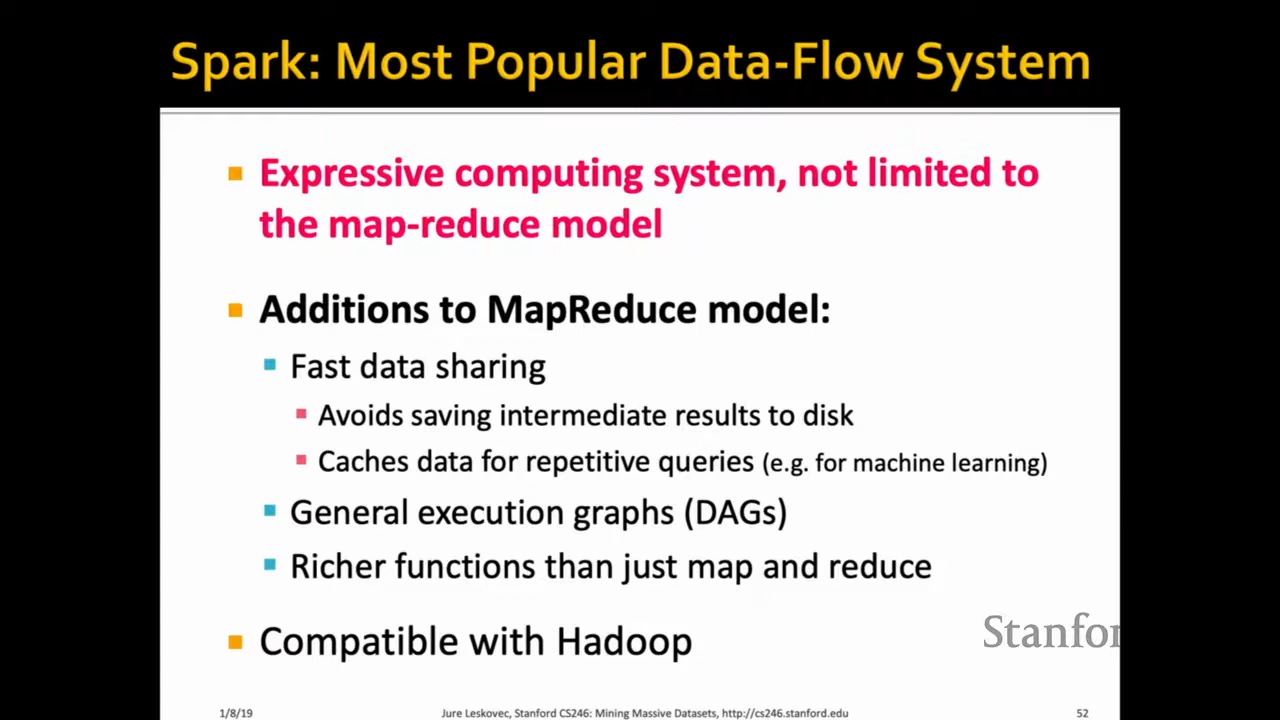 Spark: Most Popular Data-Flow System
Expressive computing system, not limited to
the map-reduce model
Additions to MapReduce model:
Fast data sharing
Avoids saving intermediate results to disk
Caches data for repetitive queries (e.g. for machine learning)
General execution graphs (DAGs)
Richer functions than just map and reduce
Compatible with Hadoop
Stanfor
1/8/19 Jure Leskovec, Stanford CS246: Mining Massive Datasets, http://cs246.stanford.edu 52